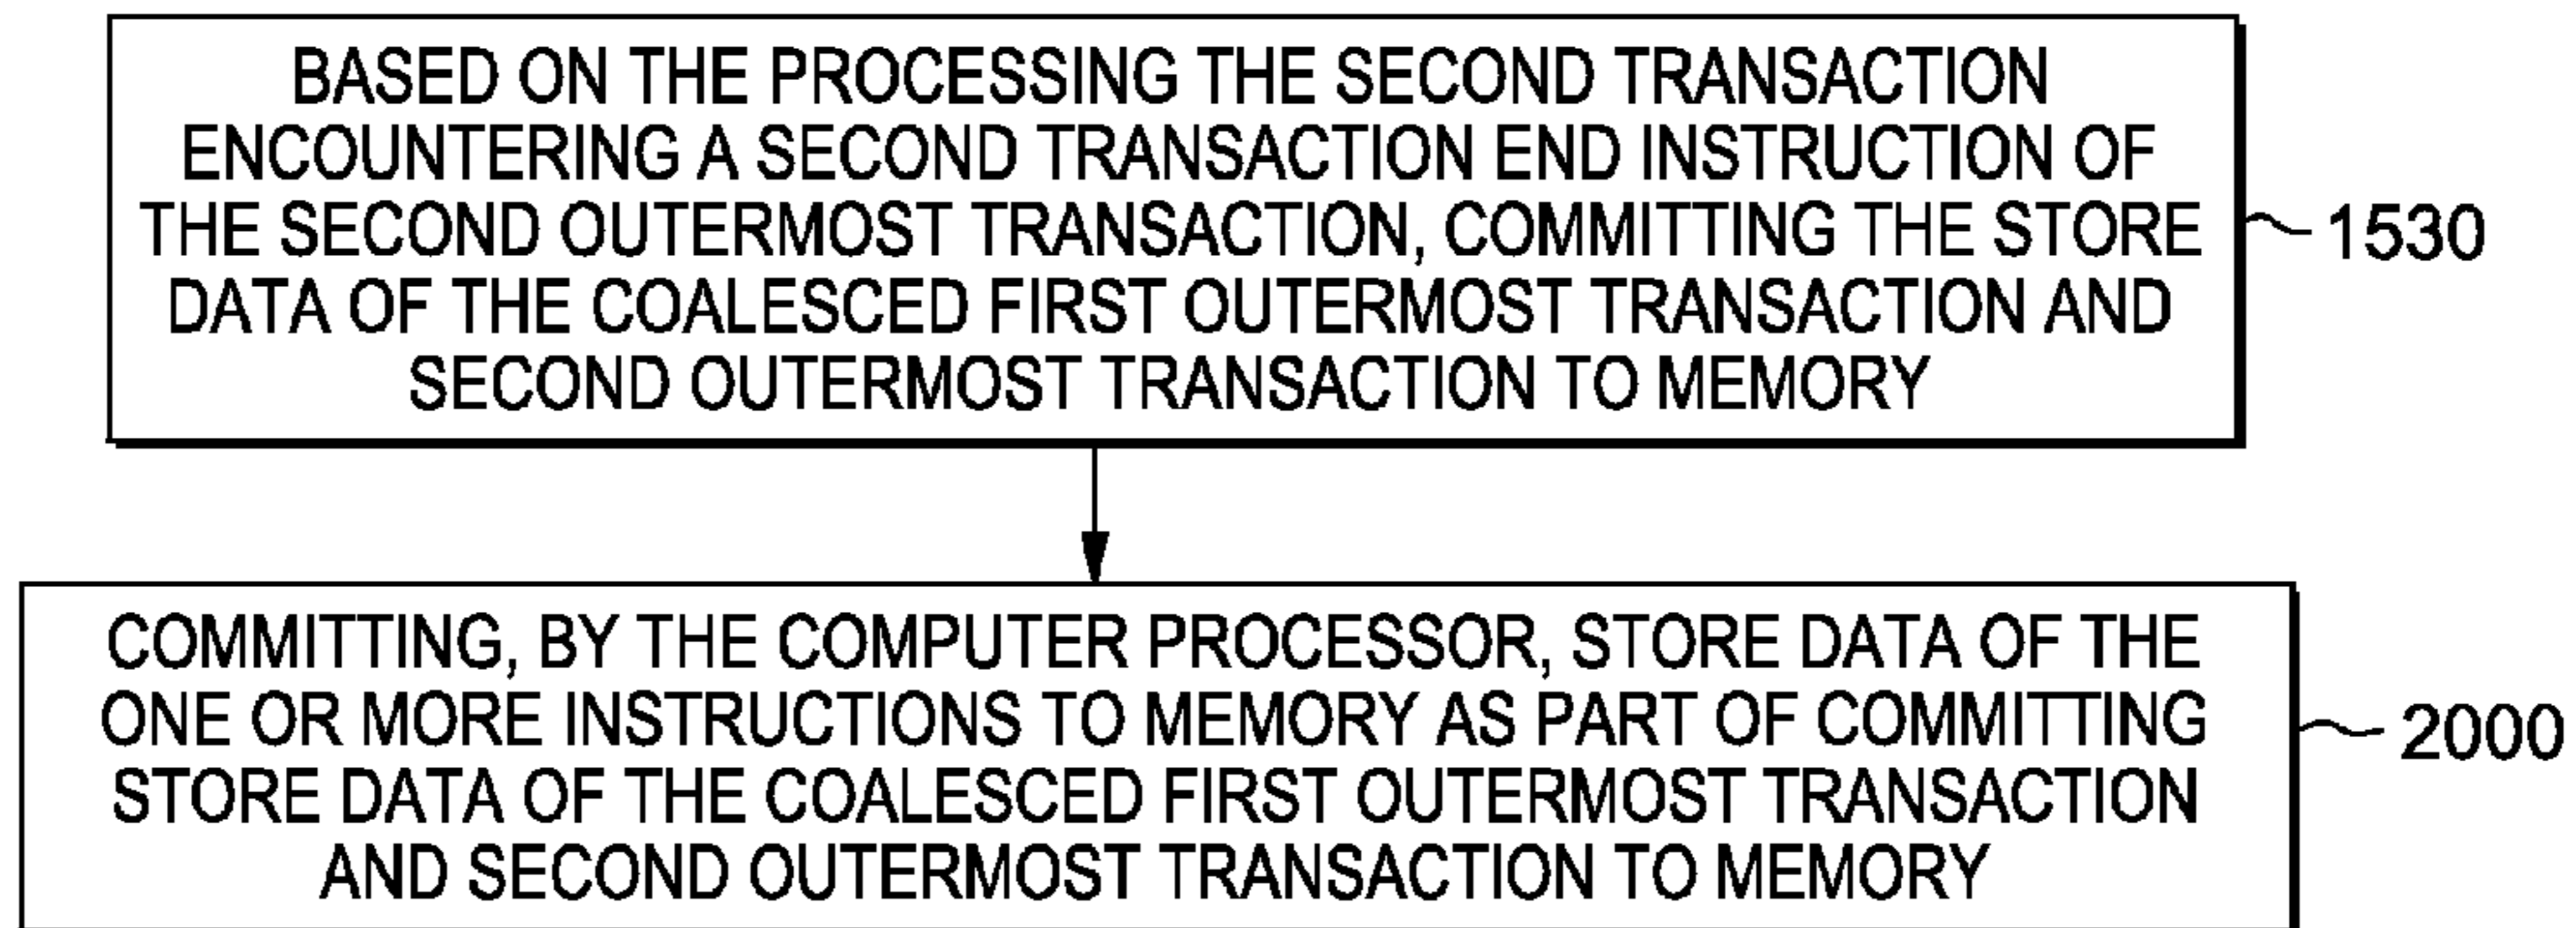 BASED ON THE PROCESSING THE SECOND TRANSACTION
ENCOUNTERING A SECOND TRANSACTION END INSTRUCTION OF
THE SECOND OUTERMOST TRANSACTION, COMMITTING THE STORE
DATA OF THE COALESCED FIRST OUTERMOST TRANSACTION AND
SECOND OUTERMOST TRANSACTION TO MEMORY
1530
COMMITTING, BY THE COMPUTER PROCESSOR, STORE DATA OF THE
ONE OR MORE INSTRUCTIONS TO MEMORY AS PART OF COMMITTING
STORE DATA OF THE COALESCED FIRST OUTERMOST TRANSACTION
AND SECOND OUTERMOST TRANSACTION TO MEMORY
2000